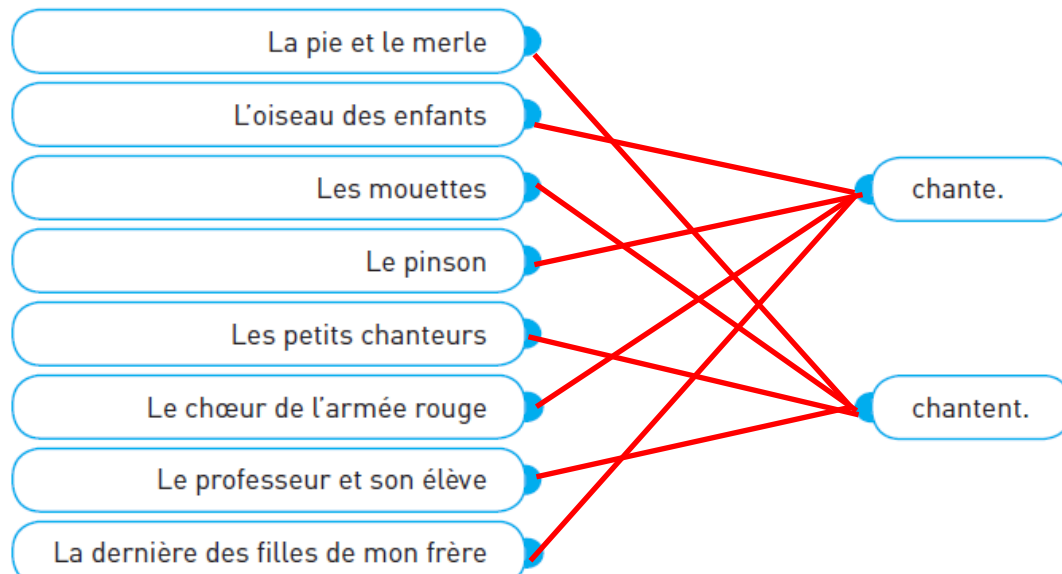 La pie et le merle
L'oiseau des enfants
Les mouettes
Le pinson
Les petits chanteurs
Le chœur de l'armée rouge
Le professeur et son élève
La dernière des filles de mon frère
chante.
chantent.